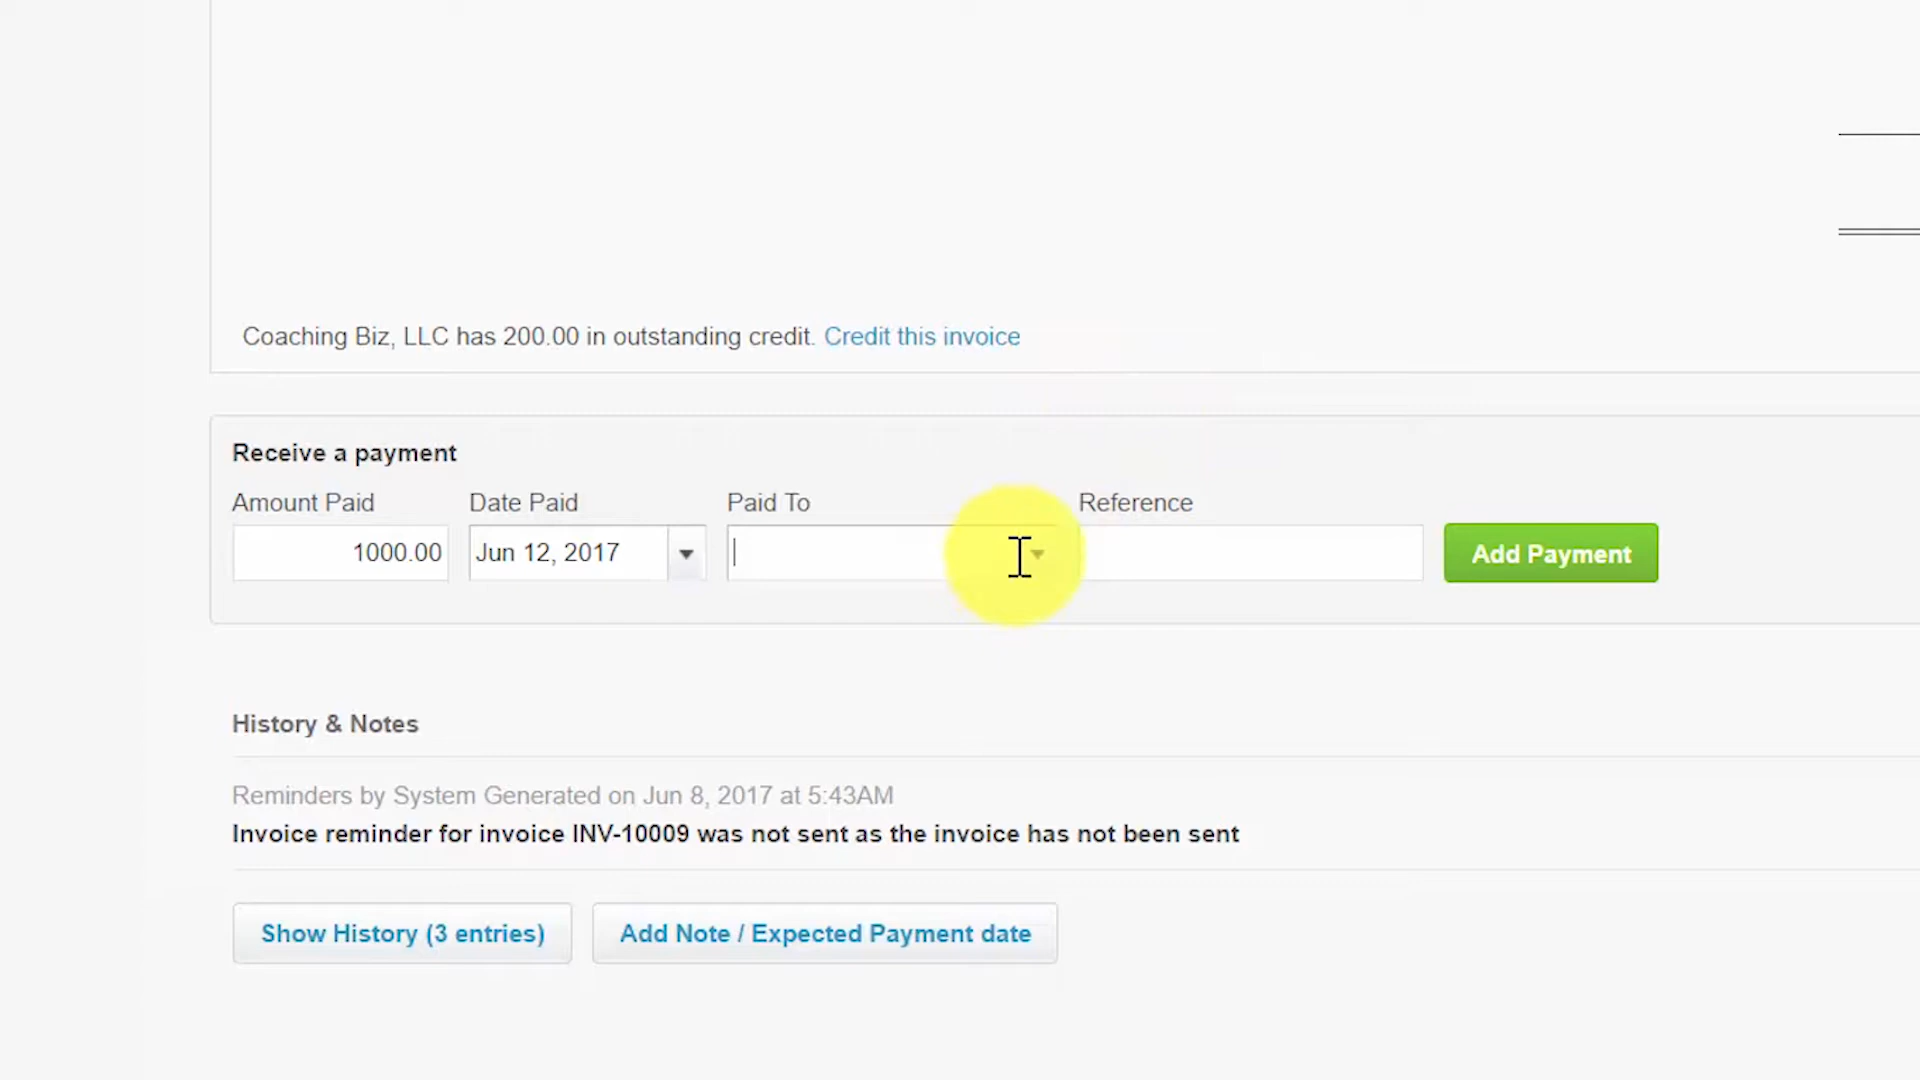 Coaching Biz, LLC has 200.00 in outstanding credit. Credit this invoice
Receive a payment
Amount Paid Date Paid Paid To Reference
1000.00 Jun 12, 2017 Add Payment
History & Notes
Reminders by System Generated on Jun 8, 2017 at 5:43AM
Invoice reminder for invoice INV-10009 was not sent as the invoice has not been sent
Show History (3 entries) Add Note / Expected Payment date